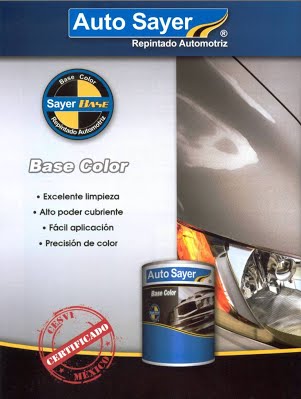 Auto Sayer
®
Repintado Automotriz
Base Color
Sayer BASE
Repintado Automotriz
Base Color
• Excelente limpieza
• Alto poder cubriente
• Fácil aplicación
• Precisión de color
Auto Sayer
Base Color
CESVI
CERTIFICADO
MÉXICO